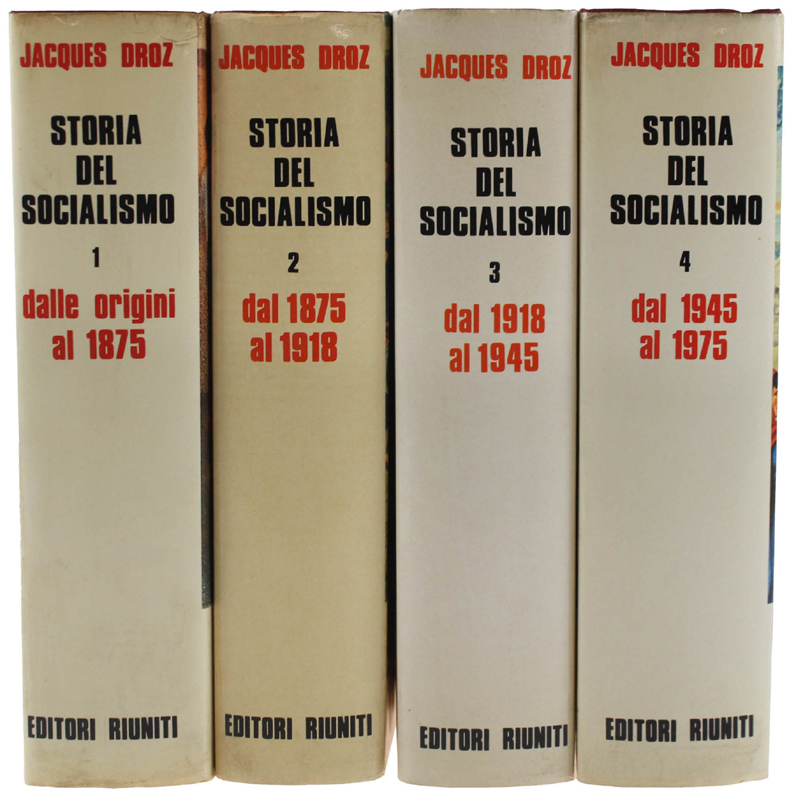 JACQUES DROZ
STORIA
DEL
SOCIALISMO
1
dalle origini
al 1875
EDITORI RIUNITI
JACQUES DROZ
STORIA
DEL
SOCIALISMO
2
dal 1875
al 1918
EDITORI RIUNITI
JACQUES DROZ
STORIA
DEL
SOCIALISMO
3
dal 1918
al 1945
EDITORI RIUNITI
JACQUES DROZ
STORIA
DEL
SOCIALISMO
4
dal 1945
al 1975
EDITORI RIUNITI